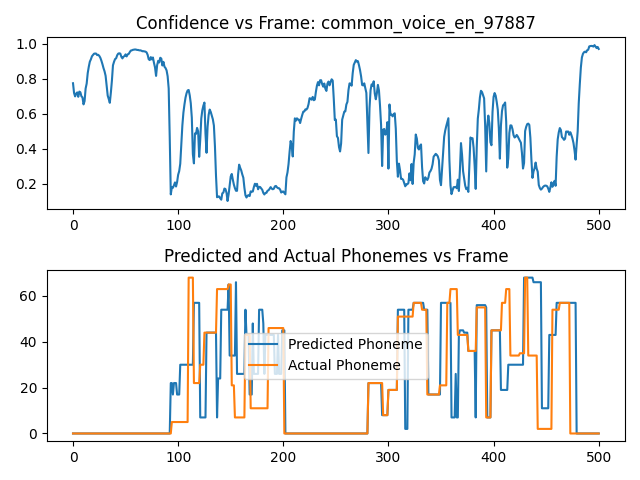 Confidence vs Frame: common_voice_en_97887
1.0
0.8
0.6
0.4
0.2
0 100 200 300 400 500
Predicted and Actual Phonemes vs Frame
60
40
20
0
Predicted Phoneme
Actual Phoneme
0 100 200 300 400 500